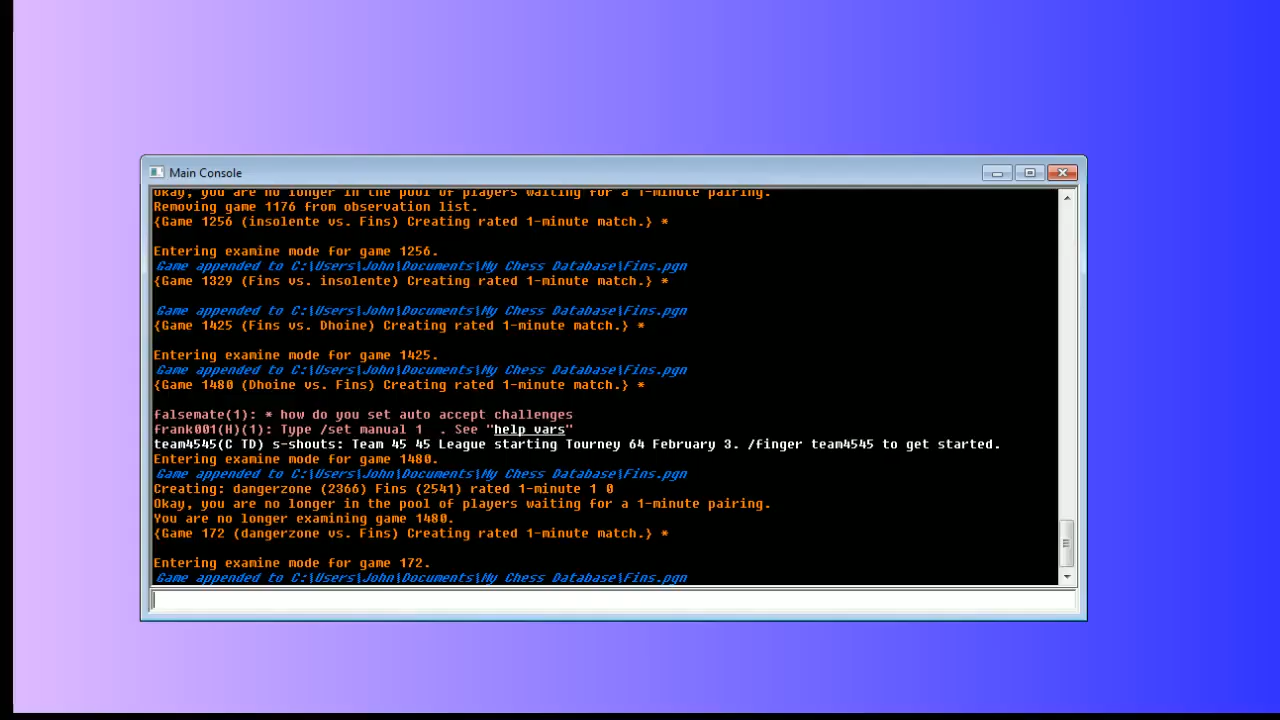 Main Console
Okay, you are no longer in the pool of players waiting for a 1-minute pairing.
Removing game 1176 from observation list.
{Game 1256 (insolente vs. Fins) Creating rated 1-minute match.} *
Entering examine mode for game 1256.
Game appended to C:\Users\John\Documents\My Chess Database\Fins.pgn
{Game 1329 (Fins vs. insolente) Creating rated 1-minute match.} *
Game appended to C:\Users\John\Documents\My Chess Database\Fins.pgn
{Game 1425 (Fins vs. Dhoine) Creating rated 1-minute match.} *
Entering examine mode for game 1425.
Game appended to C:\Users\John\Documents\My Chess Database\Fins.pgn
{Game 1480 (Dhoine vs. Fins) Creating rated 1-minute match.} *
falsemate(1): * how do you set auto accept challenges
frank001(H)(1): Type /set manual 1  . See "help vars"
team4545(C TD) s-shouts: Team 45 45 League starting Tourney 64 February 3. /finger team4545 to get started.
Entering examine mode for game 1480.
Game appended to C:\Users\John\Documents\My Chess Database\Fins.pgn
Creating: dangerzone (2366) Fins (2541) rated 1-minute 1 0
Okay, you are no longer in the pool of players waiting for a 1-minute pairing.
You are no longer examining game 1480.
{Game 172 (dangerzone vs. Fins) Creating rated 1-minute match.} *
Entering examine mode for game 172.
Game appended to C:\Users\John\Documents\My Chess Database\Fins.pgn